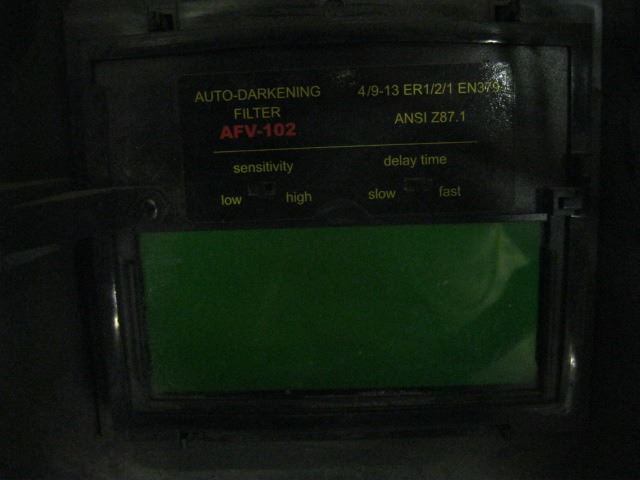 AUTO-DARKENING FILTER
AFV-102
4/9-13 ER1/2/1 EN379
ANSI Z87.1
sensitivity
low high
delay time
slow fast